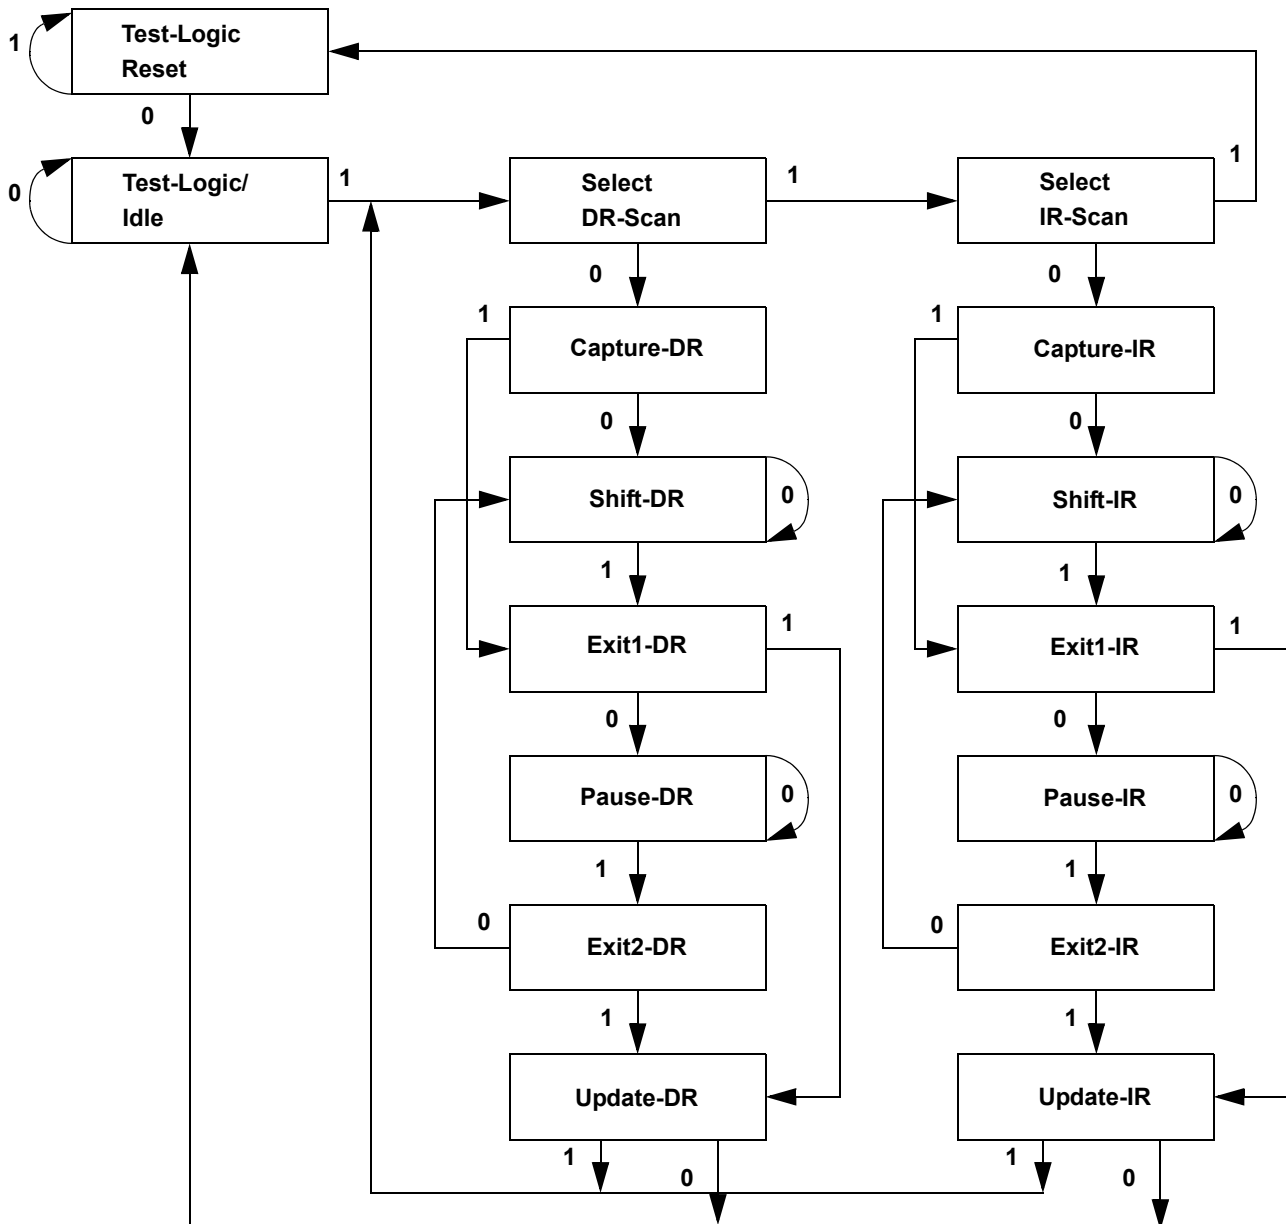 Test-Logic
Reset
1
0
Test-Logic/
Idle
0
1
Select
DR-Scan
1
Select
IR-Scan
1
0
0
1
Capture-DR
1
Capture-IR
0
0
Shift-DR
0
Shift-IR
0
1
1
Exit1-DR
1
Exit1-IR
1
0
0
Pause-DR
0
Pause-IR
0
1
1
0
Exit2-DR
0
Exit2-IR
1
1
Update-DR
Update-IR
1
0
1
0